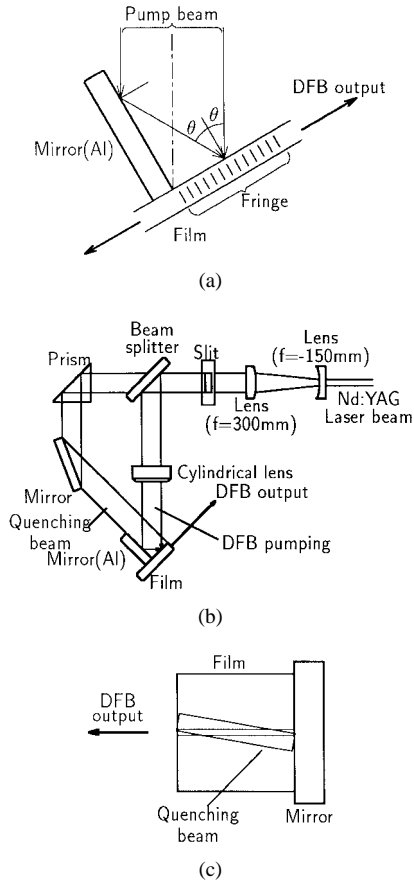 Pump beam
DFB output
θ
θ
Mirror(Al)
Fringe
Film
(a)
Beam
splitter
Lens
(f=-150mm)
Slit
Prism
Lens
(f=300mm)
Nd:YAG
Laser beam
Cylindrical lens
DFB output
Mirror
Quenching
beam
DFB pumping
Mirror(Al)
Film
(b)
Film
DFB
output
Quenching
beam
Mirror
(c)